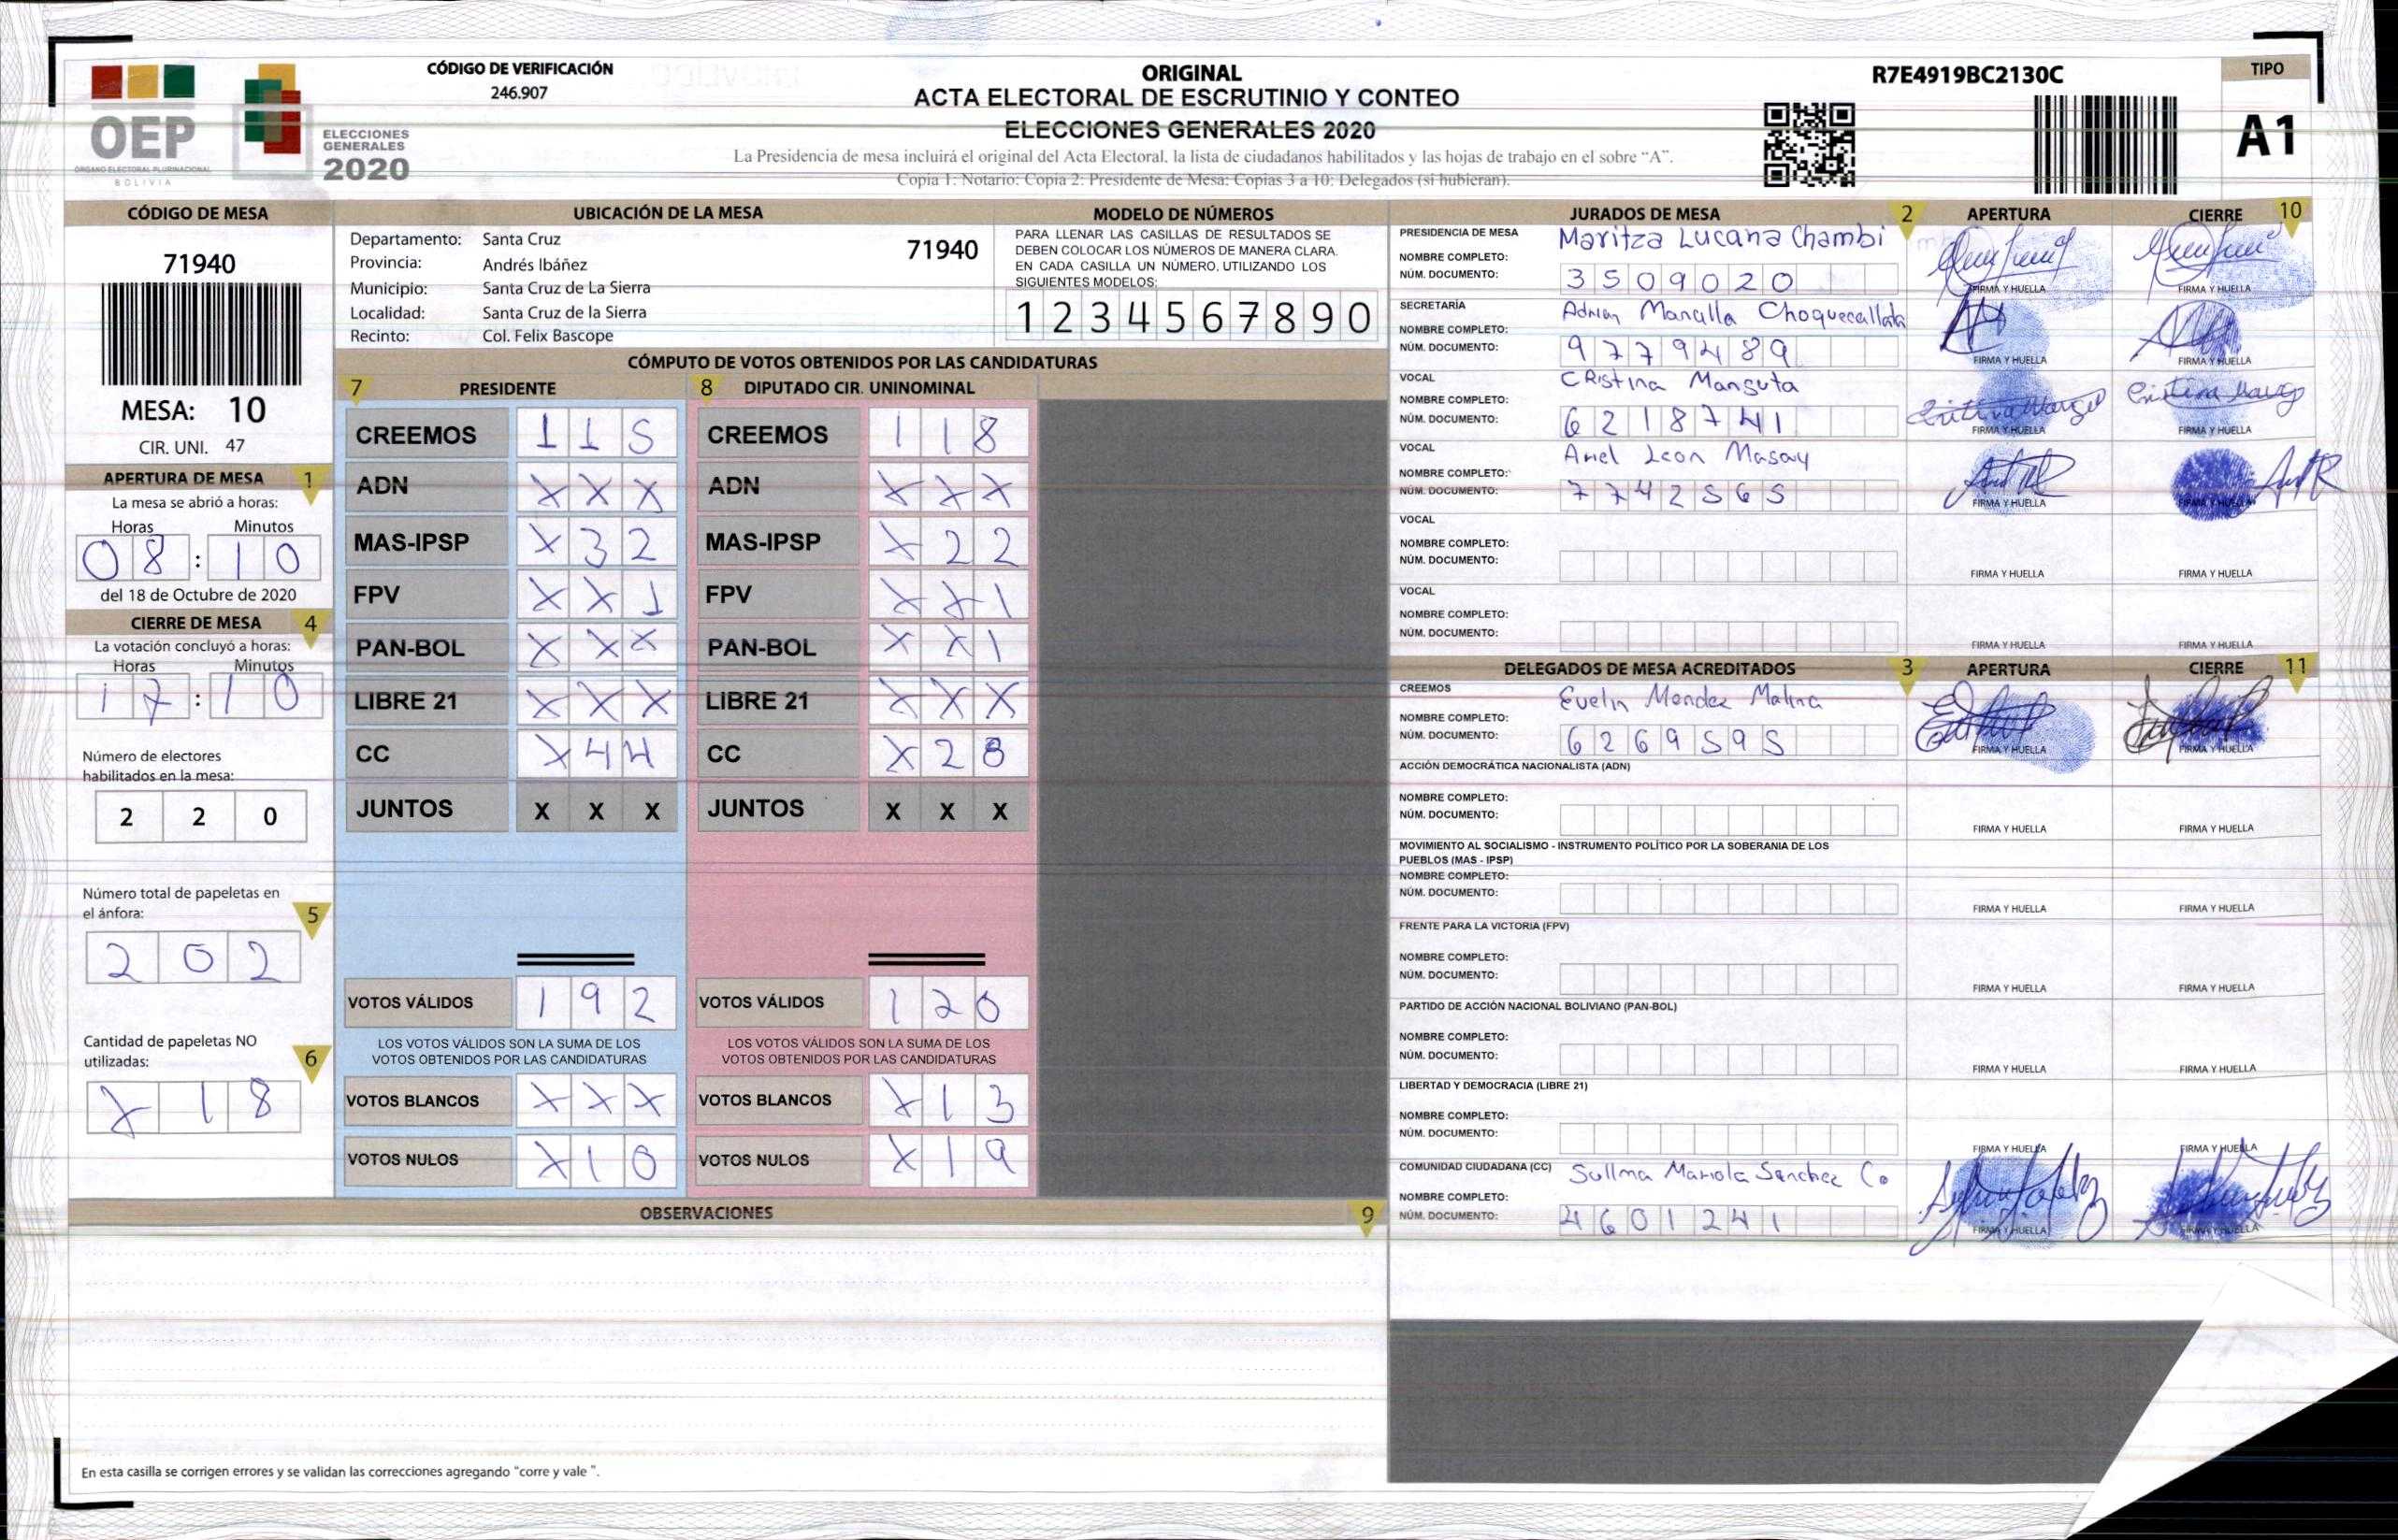 OEP
ÓRGANO ELECTORAL PLURINACIONAL
BOLIVIA
ELECCIONES
GENERALES
2020
CÓDIGO DE VERIFICACIÓN
246.907
ORIGINAL
ACTA ELECTORAL DE ESCRUTINIO Y CONTEO
ELECCIONES GENERALES 2020
La Presidencia de mesa incluirá el original del Acta Electoral, la lista de ciudadanos habilitados y las hojas de trabajo en el sobre “A”.
Copia 1: Notario: Copia 2: Presidente de Mesa: Copias 3 a 10: Delegados (si hubieran).
R7E4919BC2130C
TIPO
A1
CÓDIGO DE MESA
71940
MESA: 10
CIR. UNI. 47
APERTURA DE MESA 1
La mesa se abrió a horas:
Horas Minutos
08:10
del 18 de Octubre de 2020
CIERRE DE MESA 4
La votación concluyó a horas:
Horas Minutos
17:10
Número de electores
habilitados en la mesa:
2 2 0
Número total de papeletas en
el ánfora: 5
2 0 2
Cantidad de papeletas NO
utilizadas: 6
X 1 8
UBICACIÓN DE LA MESA
Departamento: Santa Cruz
71940
Provincia: Andrés Ibáñez
Municipio: Santa Cruz de La Sierra
Localidad: Santa Cruz de la Sierra
Recinto: Col. Felix Bascope
MODELO DE NÚMEROS
PARA LLENAR LAS CASILLAS DE RESULTADOS SE
DEBEN COLOCAR LOS NÚMEROS DE MANERA CLARA.
EN CADA CASILLA UN NÚMERO, UTILIZANDO LOS
SIGUIENTES MODELOS:
1 2 3 4 5 6 7 8 9 0
CÓMPUTO DE VOTOS OBTENIDOS POR LAS CANDIDATURAS
7 PRESIDENTE
CREEMOS 1 1 5
ADN X X X
MAS-IPSP X 3 2
FPV X X 1
PAN-BOL X X X
LIBRE 21 X X X
CC X 4 4
JUNTOS X X X
VOTOS VÁLIDOS 1 9 2
LOS VOTOS VÁLIDOS SON LA SUMA DE LOS
VOTOS OBTENIDOS POR LAS CANDIDATURAS
VOTOS BLANCOS X X X
VOTOS NULOS X 1 0
8 DIPUTADO CIR. UNINOMINAL
CREEMOS 1 1 8
ADN X X X
MAS-IPSP X 2 2
FPV X X 1
PAN-BOL X X 1
LIBRE 21 X X X
CC X 2 8
JUNTOS X X X
VOTOS VÁLIDOS 1 2 0
LOS VOTOS VÁLIDOS SON LA SUMA DE LOS
VOTOS OBTENIDOS POR LAS CANDIDATURAS
VOTOS BLANCOS X 1 3
VOTOS NULOS X 1 9
OBSERVACIONES 9
En esta casilla se corrigen errores y se validan las correcciones agregando "corre y vale ".
JURADOS DE MESA 2 APERTURA CIERRE 10
PRESIDENCIA DE MESA
NOMBRE COMPLETO: Maritza Lucana Chambi
NÚM. DOCUMENTO: 3509020
FIRMA Y HUELLA FIRMA Y HUELLA
SECRETARÍA
NOMBRE COMPLETO: Adrian Manalla Choquecallata
NÚM. DOCUMENTO: 9779489
FIRMA Y HUELLA FIRMA Y HUELLA
VOCAL
NOMBRE COMPLETO: CRistina Manguta
NÚM. DOCUMENTO: 6218741
FIRMA Y HUELLA FIRMA Y HUELLA
VOCAL
NOMBRE COMPLETO: Ariel Leon Masay
NÚM. DOCUMENTO: 7742565
FIRMA Y HUELLA FIRMA Y HUELLA
VOCAL
NOMBRE COMPLETO:
NÚM. DOCUMENTO:
FIRMA Y HUELLA FIRMA Y HUELLA
VOCAL
NOMBRE COMPLETO:
NÚM. DOCUMENTO:
FIRMA Y HUELLA FIRMA Y HUELLA
DELEGADOS DE MESA ACREDITADOS 3 APERTURA CIERRE 11
CREEMOS
NOMBRE COMPLETO: Evelin Mendez Malina
NÚM. DOCUMENTO: 6269595
FIRMA Y HUELLA FIRMA Y HUELLA
ACCIÓN DEMOCRÁTICA NACIONALISTA (ADN)
NOMBRE COMPLETO:
NÚM. DOCUMENTO:
FIRMA Y HUELLA FIRMA Y HUELLA
MOVIMIENTO AL SOCIALISMO - INSTRUMENTO POLÍTICO POR LA SOBERANIA DE LOS
PUEBLOS (MAS - IPSP)
NOMBRE COMPLETO:
NÚM. DOCUMENTO:
FIRMA Y HUELLA FIRMA Y HUELLA
FRENTE PARA LA VICTORIA (FPV)
NOMBRE COMPLETO:
NÚM. DOCUMENTO:
FIRMA Y HUELLA FIRMA Y HUELLA
PARTIDO DE ACCIÓN NACIONAL BOLIVIANO (PAN-BOL)
NOMBRE COMPLETO:
NÚM. DOCUMENTO:
FIRMA Y HUELLA FIRMA Y HUELLA
LIBERTAD Y DEMOCRACIA (LIBRE 21)
NOMBRE COMPLETO:
NÚM. DOCUMENTO:
FIRMA Y HUELLA FIRMA Y HUELLA
COMUNIDAD CIUDADANA (CC)
NOMBRE COMPLETO: Sullma Mariola Sanchez Co
NÚM. DOCUMENTO: 4601241
FIRMA Y HUELLA FIRMA Y HUELLA